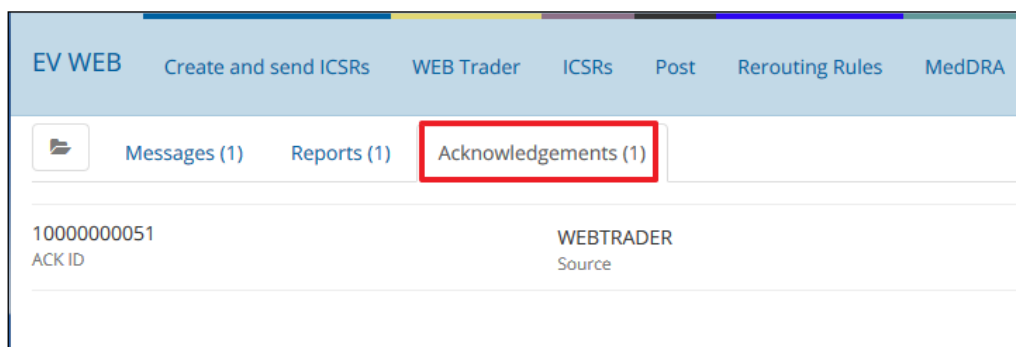 EV WEB Create and send ICSRs WEB Trader ICSRs Post Rerouting Rules MedDRA
Messages (1) Reports (1) Acknowledgements (1)
10000000051 WEBTRADER
ACK ID Source